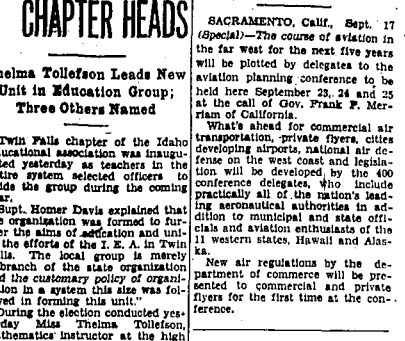 CHAPTER HEADS
helma Tollefson Leads New
Unit in Education Group;
Three Others Named
Twin Falls chapter of the Idaho
ucational association was inaugu-
ted yesterday as teachers in the
tire system selected officers to
ide the group during the coming
ar.
Supt. Homer Davis explained that
e organization was formed to fur-
er the aims of education and uni-
the efforts of the I. E. A. in Twin
lls. The local group is merely
branch of the state organization
d the customary policy of organi-
ion in a system this size was fol-
wed in forming this unit."
During the election conducted yes-
day Miss Thelma Tollefson,
thematics instructor at the high
SACRAMENTO, Calif., Sept. 17
(Special)—The course of aviation in
the far west for the next five years
will be plotted by delegates to the
aviation planning conference to be
held here September 23, 24 and 25
at the call of Gov. Frank F. Mer-
riam of California.
What's ahead for commercial air
transportation, private flyers, cities
developing airports, national air de-
fense on the west coast and legisla-
tion will be developed by the 400
conference delegates, who include
practically all of the nation's lead-
ing aeronautical authorities in ad-
dition to municipal and state offi-
cials and aviation enthusiasts of the
11 western states, Hawaii and Alas-
ka.
New air regulations by the de-
partment of commerce will be pre-
sented to commercial and private
flyers for the first time at the con-
ference.